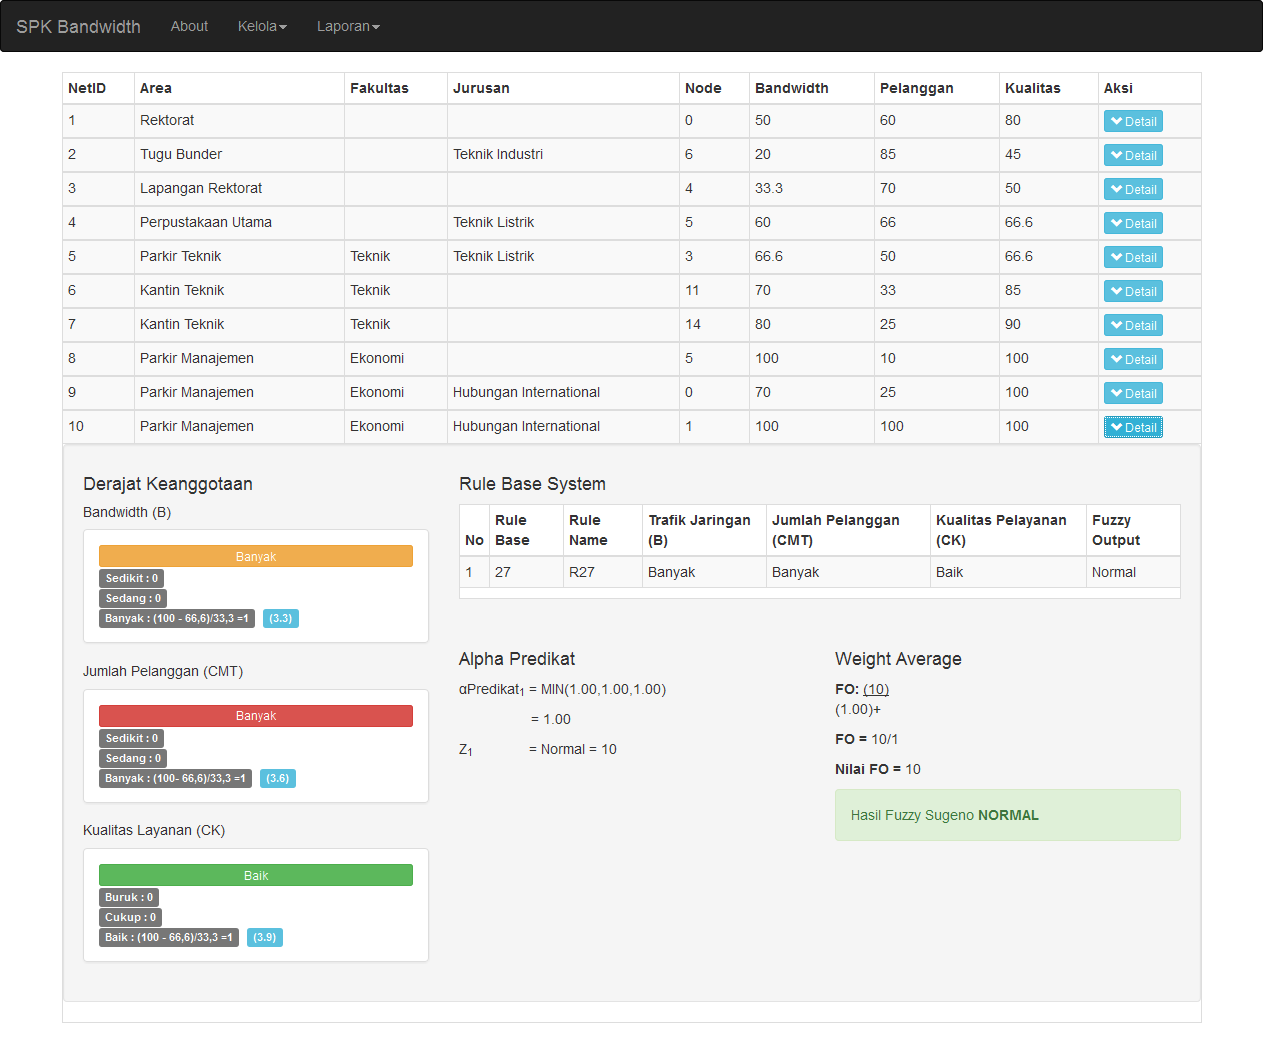 SPK Bandwidth About Kelola Laporan
NetID Area Fakultas Jurusan Node Bandwidth Pelanggan Kualitas Aksi
1 Rektorat 0 50 60 80 Detail
2 Tugu Bunder Teknik Industri 6 20 85 45 Detail
3 Lapangan Rektorat 4 33.3 70 50 Detail
4 Perpustakaan Utama Teknik Listrik 5 60 66 66.6 Detail
5 Parkir Teknik Teknik Teknik Listrik 3 66.6 50 66.6 Detail
6 Kantin Teknik Teknik 11 70 33 85 Detail
7 Kantin Teknik Teknik 14 80 25 90 Detail
8 Parkir Manajemen Ekonomi 5 100 10 100 Detail
9 Parkir Manajemen Ekonomi Hubungan International 0 70 25 100 Detail
10 Parkir Manajemen Ekonomi Hubungan International 1 100 100 100 Detail
Derajat Keanggotaan
Bandwidth (B)
Banyak
Sedikit : 0
Sedang : 0
Banyak : (100 - 66,6)/33,3 =1 (3.3)
Jumlah Pelanggan (CMT)
Banyak
Sedikit : 0
Sedang : 0
Banyak : (100- 66,6)/33,3 =1 (3.6)
Kualitas Layanan (CK)
Baik
Buruk : 0
Cukup : 0
Baik : (100 - 66,6)/33,3 =1 (3.9)
Rule Base System
No Rule Base Rule Name Trafik Jaringan (B) Jumlah Pelanggan (CMT) Kualitas Pelayanan (CK) Fuzzy Output
1 27 R27 Banyak Banyak Baik Normal
Alpha Predikat
αPredikat1 = MIN(1.00,1.00,1.00)
= 1.00
Z1 = Normal = 10
Weight Average
FO: (10)
(1.00)+
FO = 10/1
Nilai FO = 10
Hasil Fuzzy Sugeno NORMAL